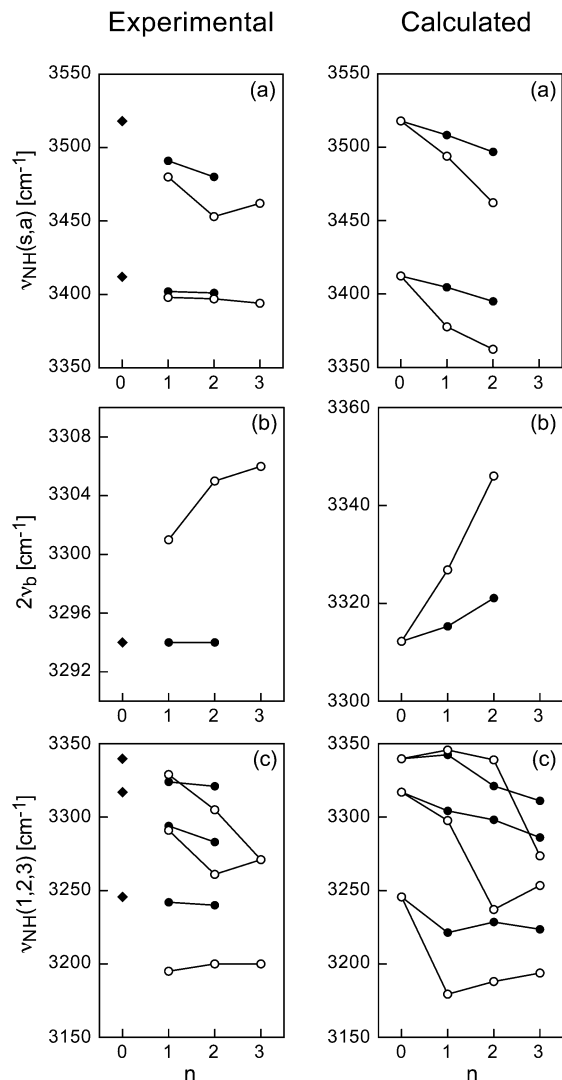 Experimental Calculated
3550 (a) 3550 (a)
3500 3500
3450 3450
3400 3400
3350 3350
νNH(s,a) [cm-1]
0 1 2 3 0 1 2 3
3308 (b) 3360 (b)
3304 3340
3300
3296 3320
3292 3300
2νb [cm-1]
0 1 2 3 0 1 2 3
3350 (c) 3350 (c)
3300 3300
3250 3250
3200 3200
3150 3150
νNH(1,2,3) [cm-1]
0 1 2 3 0 1 2 3
n n